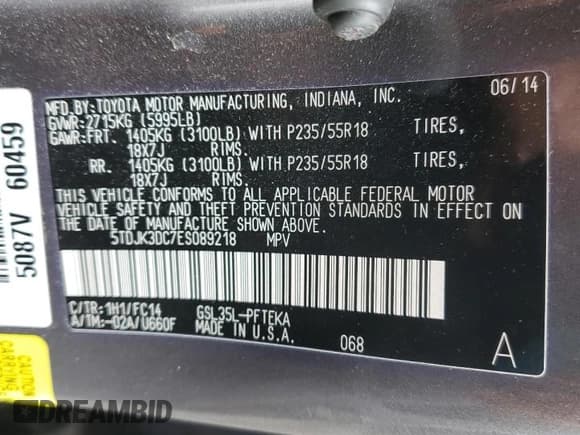 MFD.BY:TOYOTA MOTOR MANUFACTURING, INDIANA, INC. 06/14
GVWR:2715KG (5995LB)
GAWR:FRT. 1405KG (3100LB) WITH P235/55R18 TIRES,
18X7J RIMS.
RR. 1405KG (3100LB) WITH P235/55R18 TIRES,
18X7J RIMS.
THIS VEHICLE CONFORMS TO ALL APPLICABLE FEDERAL MOTOR
VEHICLE SAFETY AND THEFT PREVENTION STANDARDS IN EFFECT ON
THE DATE OF MANUFACTURE SHOWN ABOVE.
5TDJK3DC7ES089218 MPV
C/TR:1H1/FC14 GSL35L-PFTEKA
A/TM:-02A/U660F MADE IN U.S.A. 068 A
5087V 60459
CAUTION
CARRYING
DREAMBID